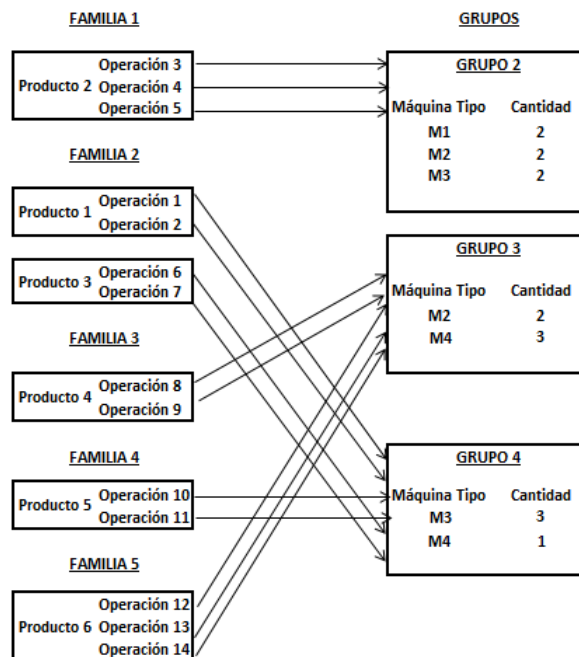 FAMILIA 1
Producto 2
Operación 3
Operación 4
Operación 5
FAMILIA 2
Producto 1
Operación 1
Operación 2
Producto 3
Operación 6
Operación 7
FAMILIA 3
Producto 4
Operación 8
Operación 9
FAMILIA 4
Producto 5
Operación 10
Operación 11
FAMILIA 5
Producto 6
Operación 12
Operación 13
Operación 14
GRUPOS
GRUPO 2
Máquina Tipo Cantidad
M1 2
M2 2
M3 2
GRUPO 3
Máquina Tipo Cantidad
M2 2
M4 3
GRUPO 4
Máquina Tipo Cantidad
M3 3
M4 1